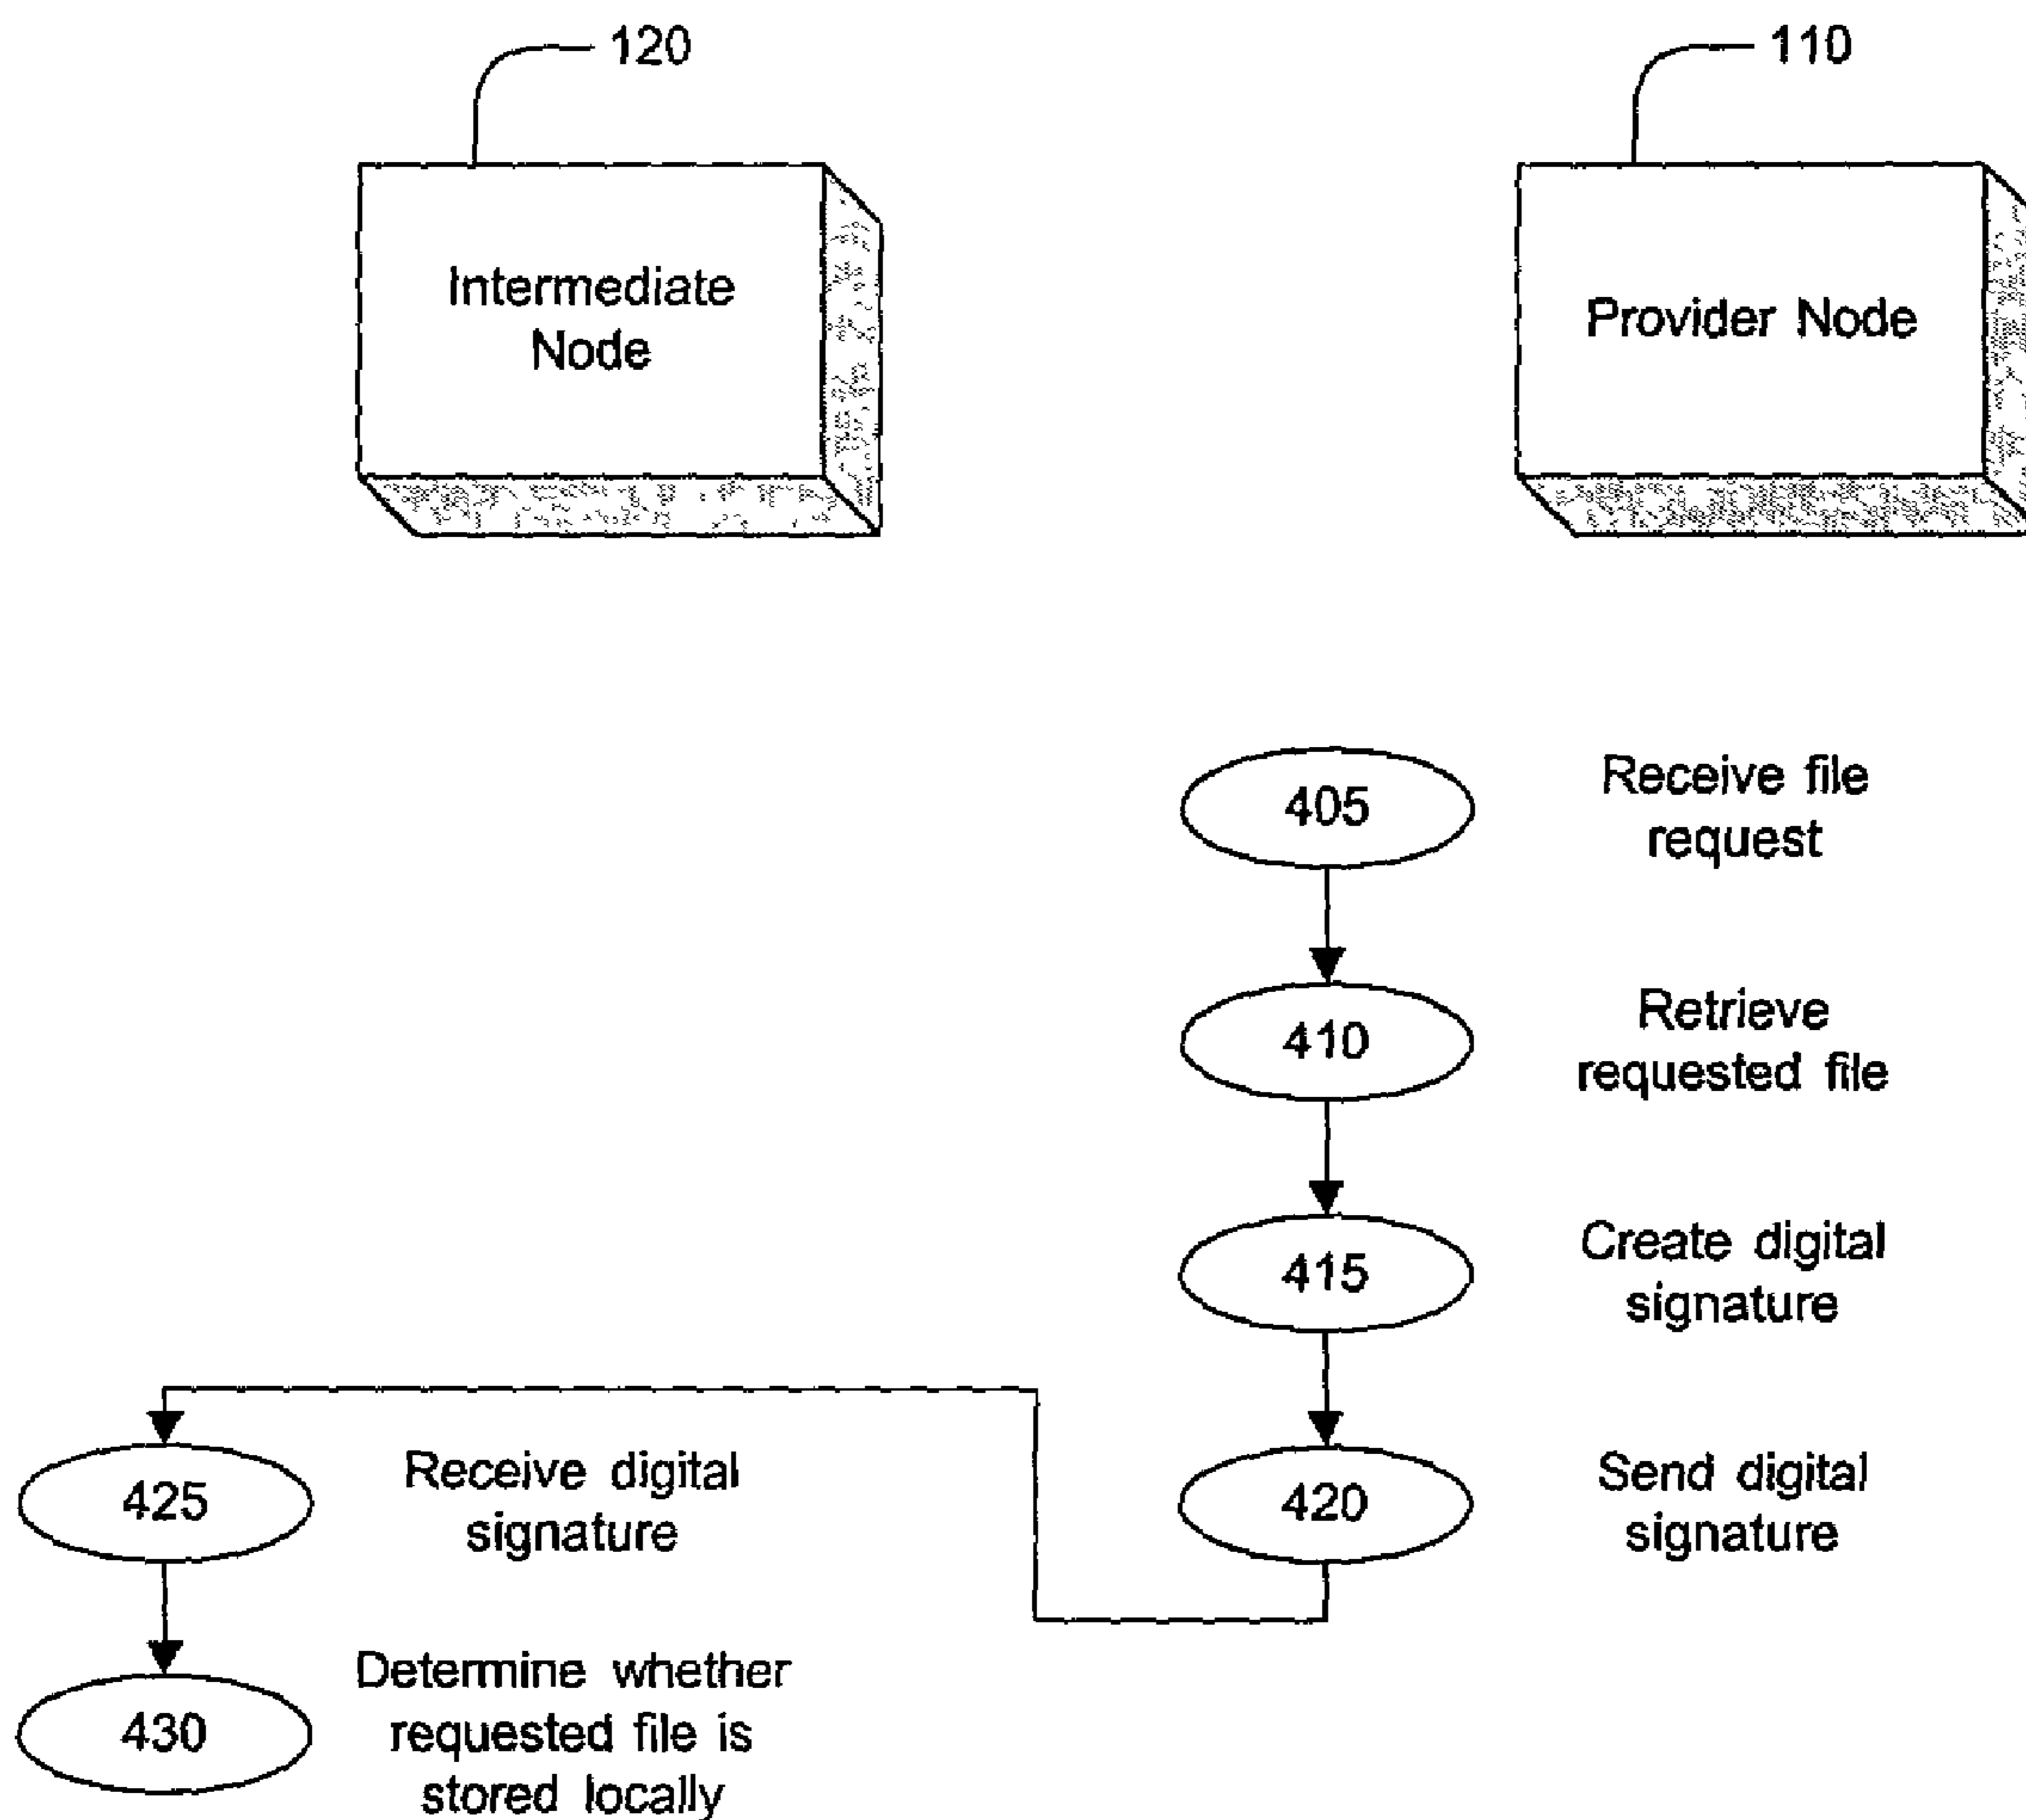 120
110
Intermediate
Node
Provider Node
405
Receive file
request
410
Retrieve
requested file
415
Create digital
signature
425
Receive digital
signature
420
Send digital
signature
430
Determine whether
requested file is
stored locally